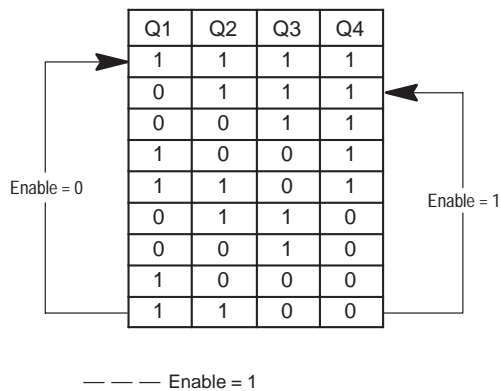 Q1 Q2 Q3 Q4
1 1 1 1
0 1 1 1
0 0 1 1
1 0 0 1
1 1 0 1
Enable = 0
Enable = 1
0 1 1 0
0 0 1 0
1 0 0 0
1 1 0 0
— — — Enable = 1